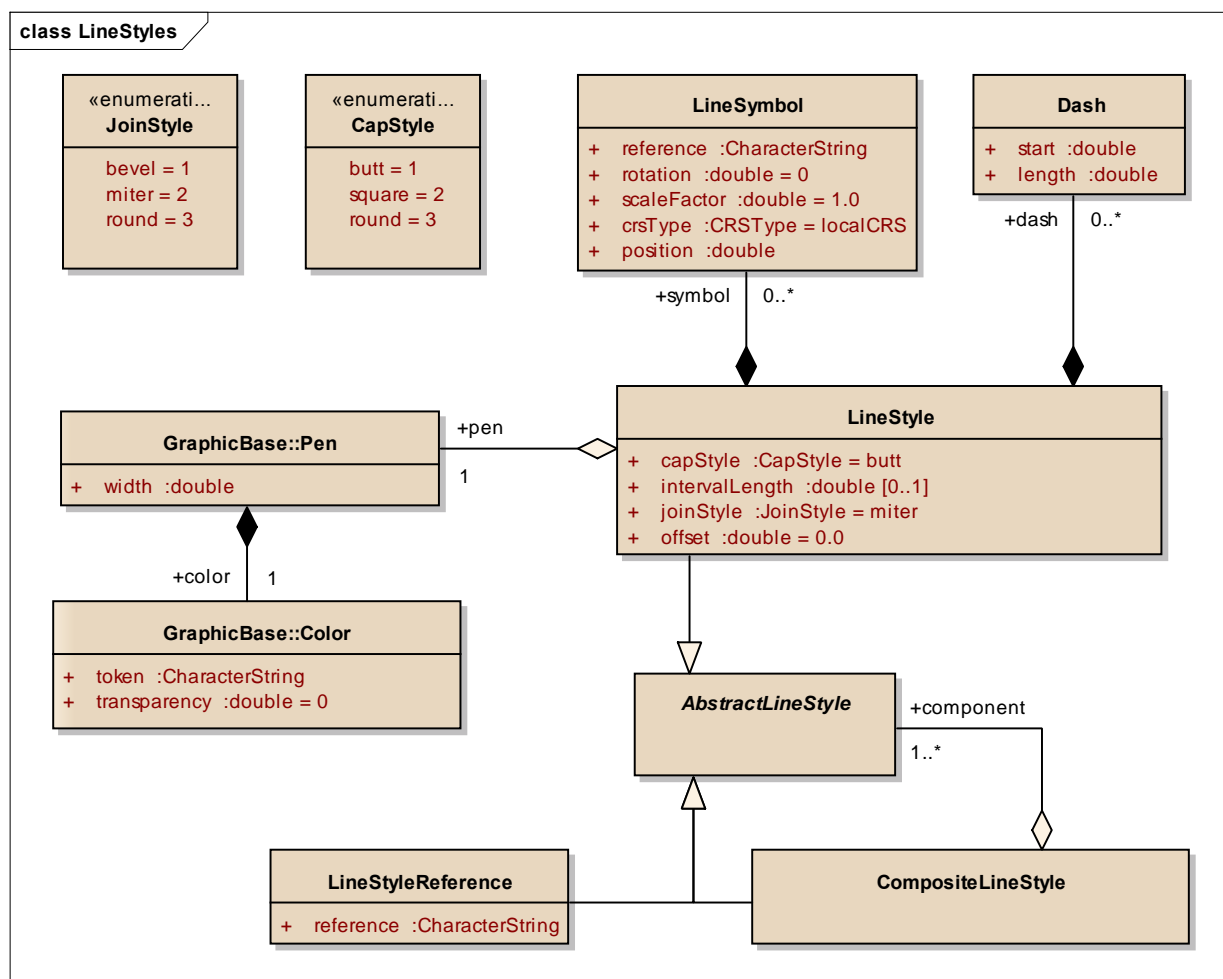 class LineStyles
«enumerati...
JoinStyle
bevel = 1
miter = 2
round = 3
«enumerati...
CapStyle
butt = 1
square = 2
round = 3
LineSymbol
+ reference :CharacterString
+ rotation :double = 0
+ scaleFactor :double = 1.0
+ crsType :CRSType = localCRS
+ position :double
Dash
+ start :double
+ length :double
+dash 0..*
+symbol 0..*
LineStyle
+ capStyle :CapStyle = butt
+ intervalLength :double [0..1]
+ joinStyle :JoinStyle = miter
+ offset :double = 0.0
+pen
1
GraphicBase::Pen
+ width :double
+color 1
GraphicBase::Color
+ token :CharacterString
+ transparency :double = 0
AbstractLineStyle
+component
1..*
LineStyleReference
+ reference :CharacterString
CompositeLineStyle